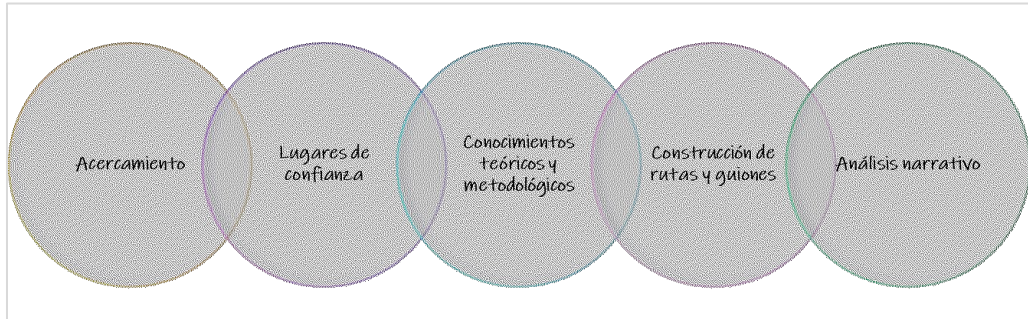 Acercamiento
Lugares de
confianza
Conocimientos
teóricos y
metodológicos
Construcción de
rutas y guiones
Análisis narrativo